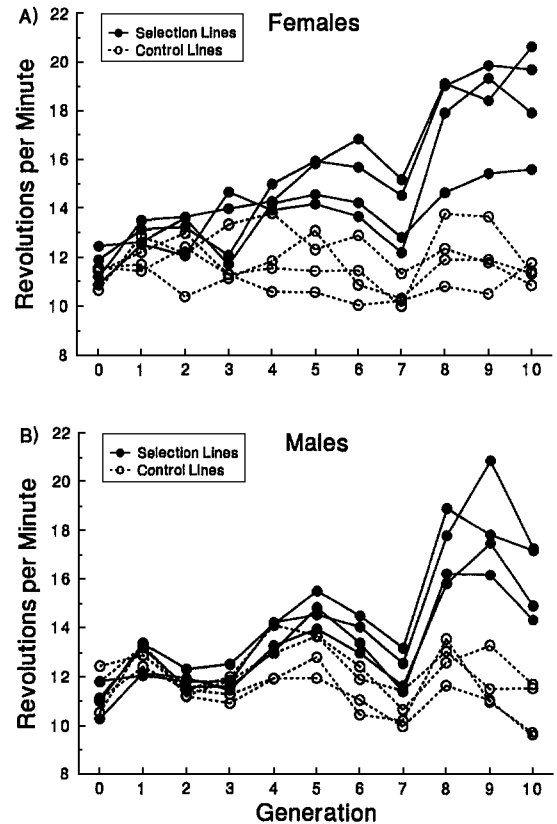 A)
Females
Selection Lines
Control Lines
Revolutions per Minute
22
20
18
16
14
12
10
8
0 1 2 3 4 5 6 7 8 9 10
B)
Males
Selection Lines
Control Lines
Revolutions per Minute
22
20
18
16
14
12
10
8
0 1 2 3 4 5 6 7 8 9 10
Generation